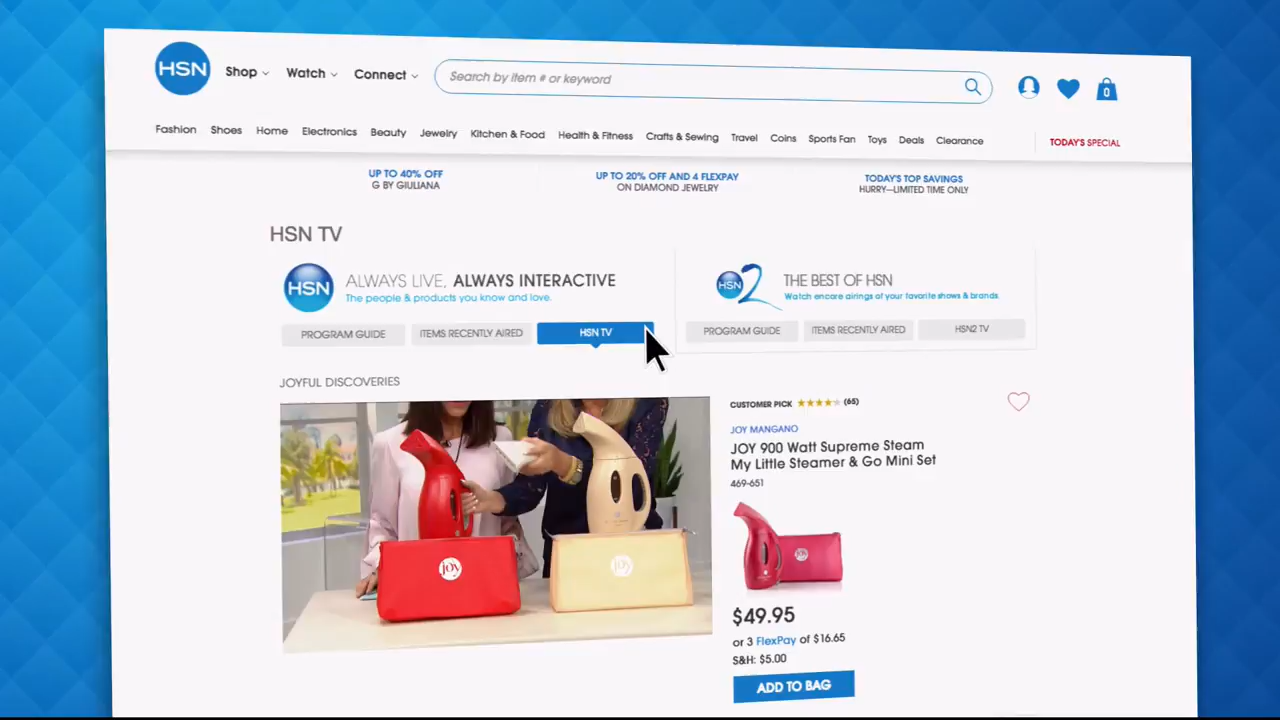 HSN
Shop
Watch
Connect
Search by item # or keyword
0
Fashion Shoes Home Electronics Beauty Jewelry Kitchen & Food Health & Fitness Crafts & Sewing Travel Coins Sports Fan Toys Deals Clearance TODAY'S SPECIAL
UP TO 40% OFF
G BY GIULIANA
UP TO 20% OFF AND 4 FLEXPAY
ON DIAMOND JEWELRY
TODAY'S TOP SAVINGS
HURRY—LIMITED TIME ONLY
HSN TV
HSN
ALWAYS LIVE, ALWAYS INTERACTIVE
The people & products you know and love.
PROGRAM GUIDE
ITEMS RECENTLY AIRED
HSN TV
HSN 2
THE BEST OF HSN
Watch encore airings of your favorite shows & brands.
PROGRAM GUIDE
ITEMS RECENTLY AIRED
HSN2 TV
JOYFUL DISCOVERIES
joy
joy
CUSTOMER PICK (65)
JOY MANGANO
JOY 900 Watt Supreme Steam
My Little Steamer & Go Mini Set
469-651
joy
$49.95
or 3 FlexPay of $16.65
S&H: $5.00
ADD TO BAG